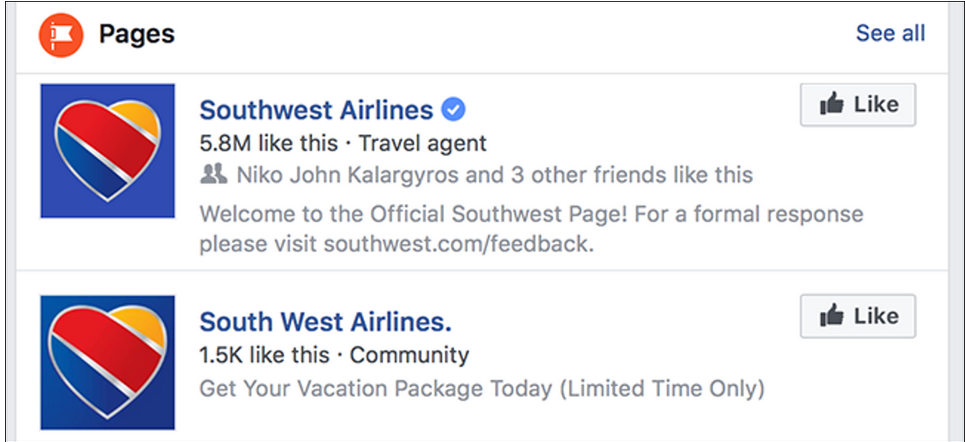 Pages
See all
Southwest Airlines
Like
5.8M like this · Travel agent
Niko John Kalargyros and 3 other friends like this
Welcome to the Official Southwest Page! For a formal response
please visit southwest.com/feedback.
South West Airlines.
Like
1.5K like this · Community
Get Your Vacation Package Today (Limited Time Only)